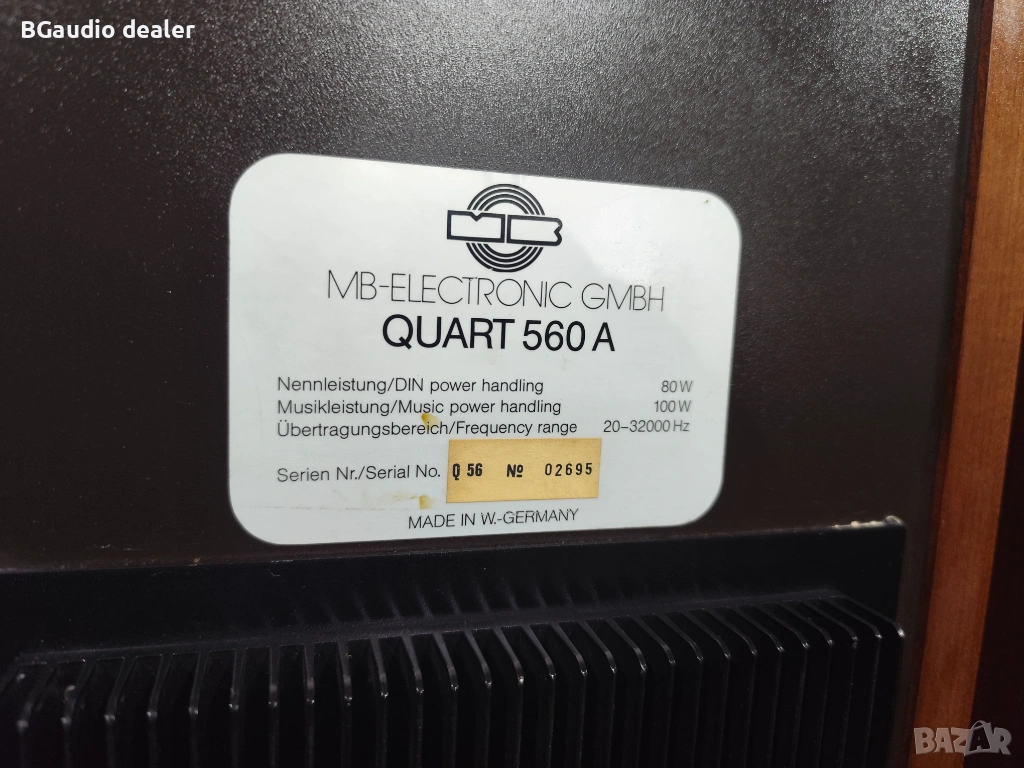 BGaudio dealer
MB
MB-ELECTRONIC GMBH
QUART 560 A
Nennleistung/DIN power handling 80 W
Musikleistung/Music power handling 100 W
Übertragungsbereich/Frequency range 20-32000 Hz
Serien Nr./Serial No. Q 56 № 02695
MADE IN W.-GERMANY
BAZAR